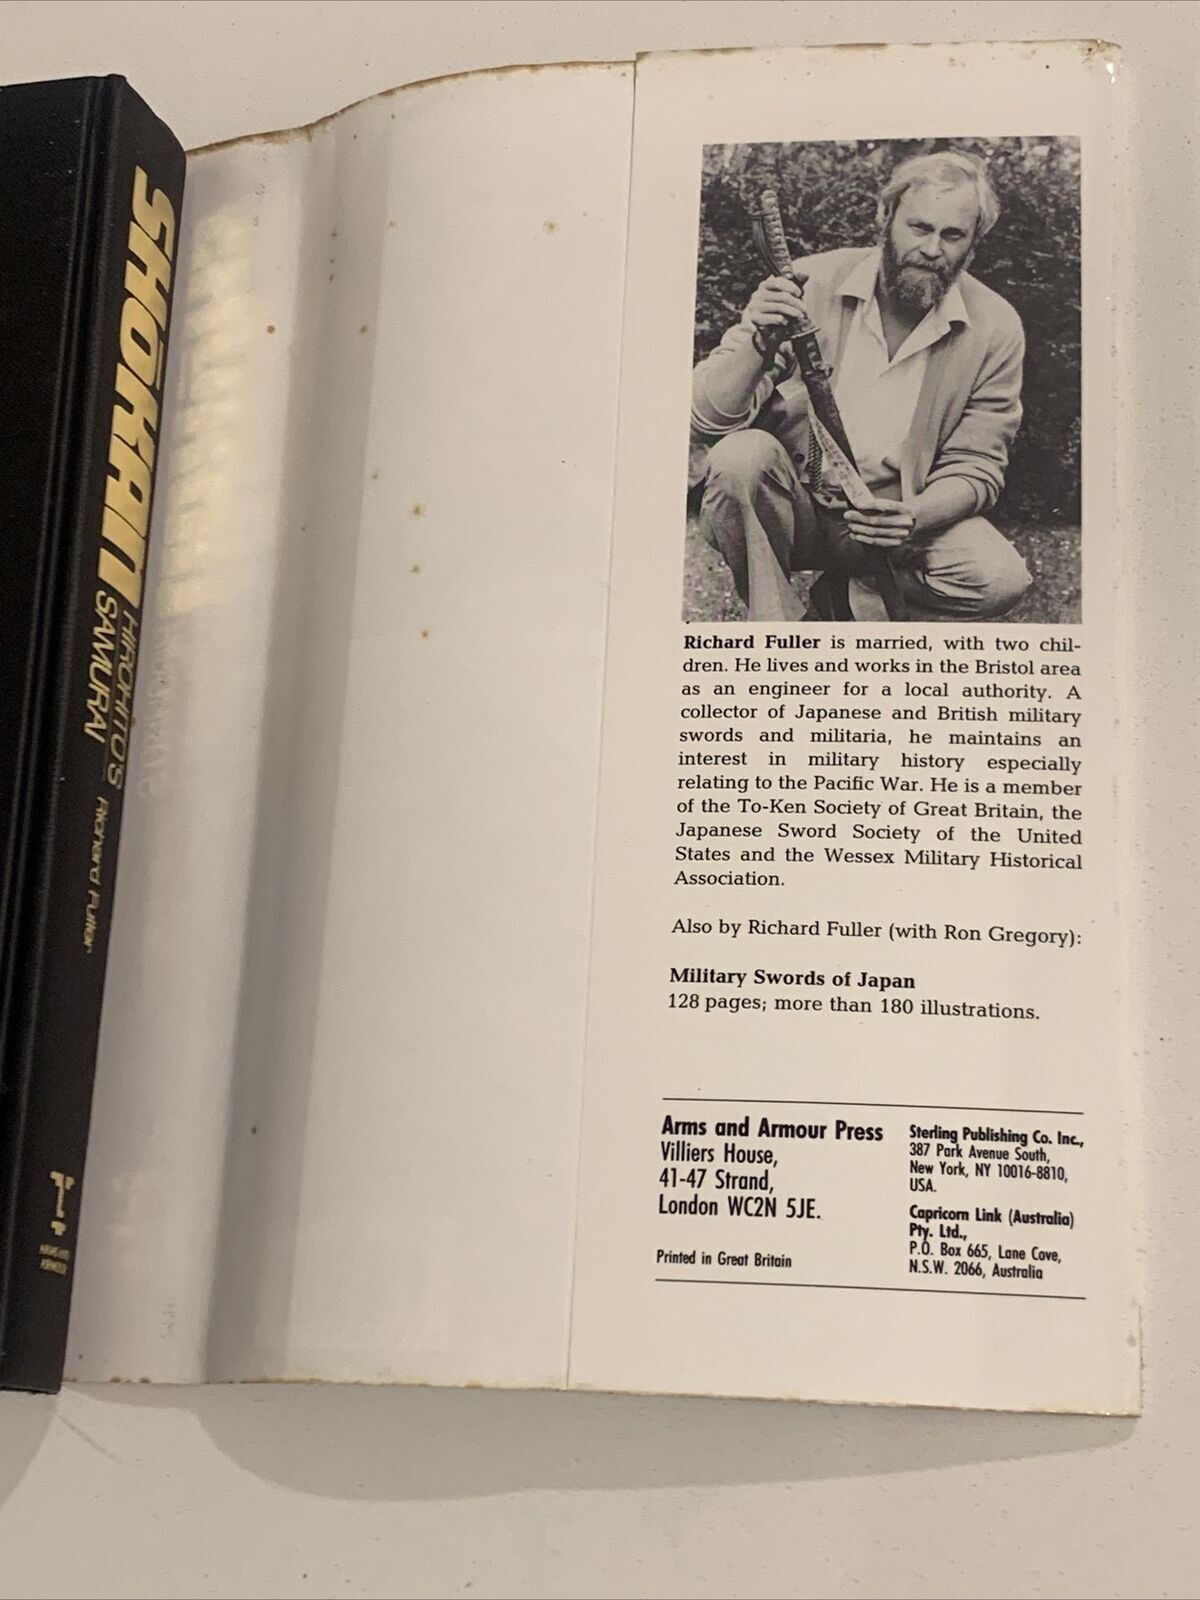 SHŌKAN
HIROHITO'S
SAMURAI
Richard Fuller
ARMS AND
ARMOUR
Richard Fuller is married, with two chil-
dren. He lives and works in the Bristol area
as an engineer for a local authority. A
collector of Japanese and British military
swords and militaria, he maintains an
interest in military history especially
relating to the Pacific War. He is a member
of the To-Ken Society of Great Britain, the
Japanese Sword Society of the United
States and the Wessex Military Historical
Association.
Also by Richard Fuller (with Ron Gregory):
Military Swords of Japan
128 pages; more than 180 illustrations.
Arms and Armour Press
Villiers House,
41-47 Strand,
London WC2N 5JE.
Printed in Great Britain
Sterling Publishing Co. Inc.,
387 Park Avenue South,
New York, NY 10016-8810,
USA.
Capricorn Link (Australia)
Pty. Ltd.,
P.O. Box 665, Lane Cove,
N.S.W. 2066, Australia